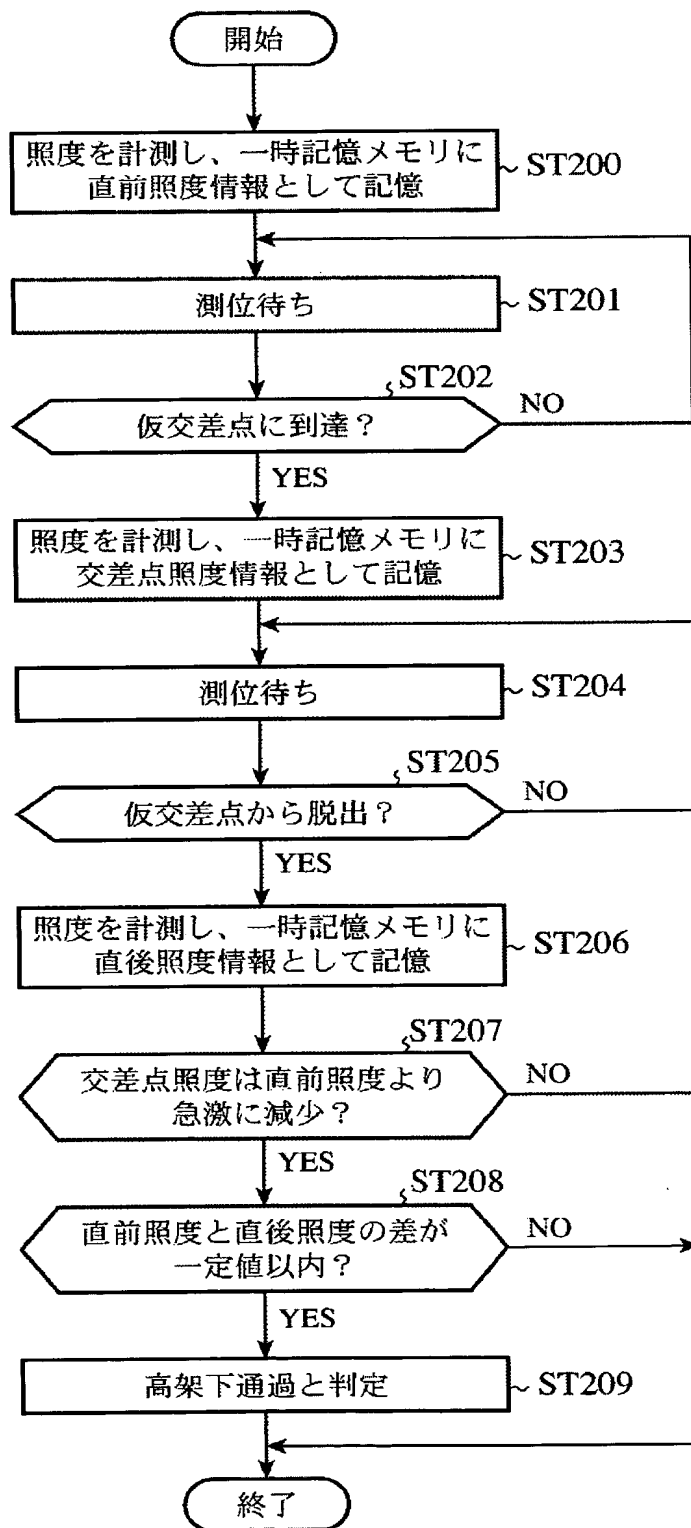 開始
照度を計測し、一時記憶メモリに
直前照度情報として記憶
ST200
測位待ち
ST201
ST202
仮交差点に到達？
NO
YES
照度を計測し、一時記憶メモリに
交差点照度情報として記憶
ST203
測位待ち
ST204
ST205
仮交差点から脱出？
NO
YES
照度を計測し、一時記憶メモリに
直後照度情報として記憶
ST206
ST207
交差点照度は直前照度より
急激に減少？
NO
YES
ST208
直前照度と直後照度の差が
一定値以内？
NO
YES
高架下通過と判定
ST209
終了